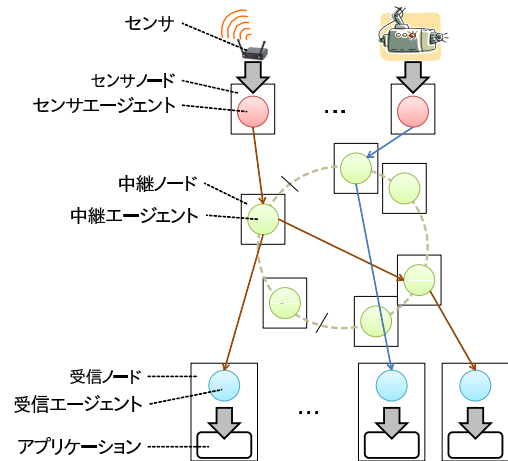 センサ
センサノード
センサエージェント
...
中継ノード
中継エージェント
受信ノード
受信エージェント
...
アプリケーション